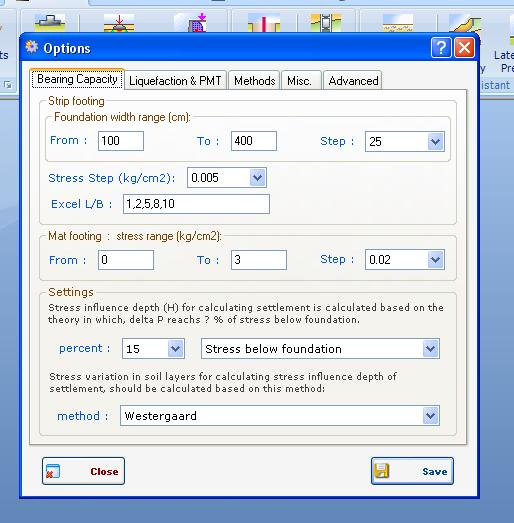 ts
Options
y
Late
Pre
istant
Bearing Capacity Liquefaction & PMT Methods Misc. Advanced
Strip footing
Foundation width range (cm):
From : 100 To : 400 Step : 25
Stress Step (kg/cm2): 0.005
Excel L/B : 1,2,5,8,10
Mat footing : stress range (kg/cm2):
From : 0 To : 3 Step : 0.02
Settings
Stress influence depth (H) for calculating settlement is calculated based on the
theory in which, delta P reachs ? % of stress below foundation.
percent : 15 Stress below foundation
Stress variation in soil layers for calculating stress influence depth of
settlement, should be calculated based on this method:
method : Westergaard
Close Save